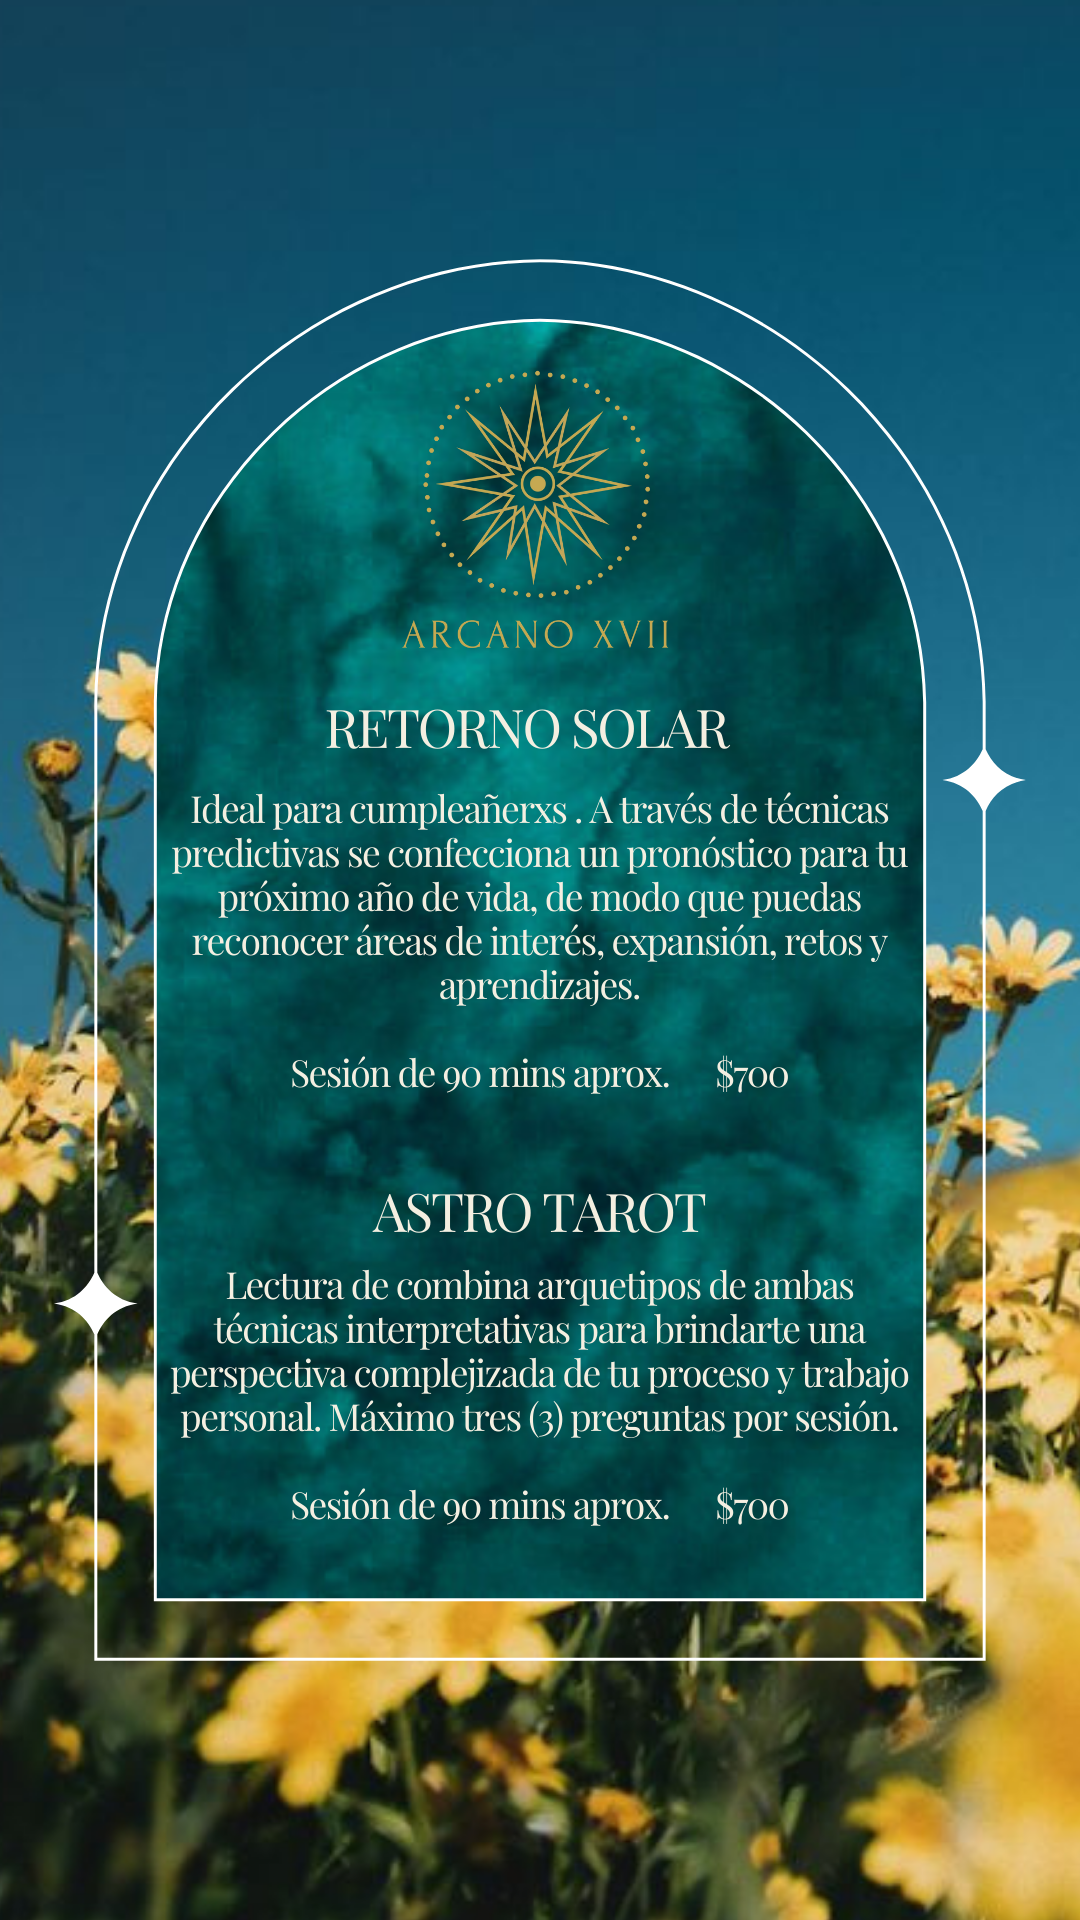 ARCANO XVII
RETORNO SOLAR
Ideal para cumpleañerxs . A través de técnicas
predictivas se confecciona un pronóstico para tu
próximo año de vida, de modo que puedas
reconocer áreas de interés, expansión, retos y
aprendizajes.
Sesión de 90 mins aprox. $700
ASTRO TAROT
Lectura de combina arquetipos de ambas
técnicas interpretativas para brindarte una
perspectiva complejizada de tu proceso y trabajo
personal. Máximo tres (3) preguntas por sesión.
Sesión de 90 mins aprox. $700